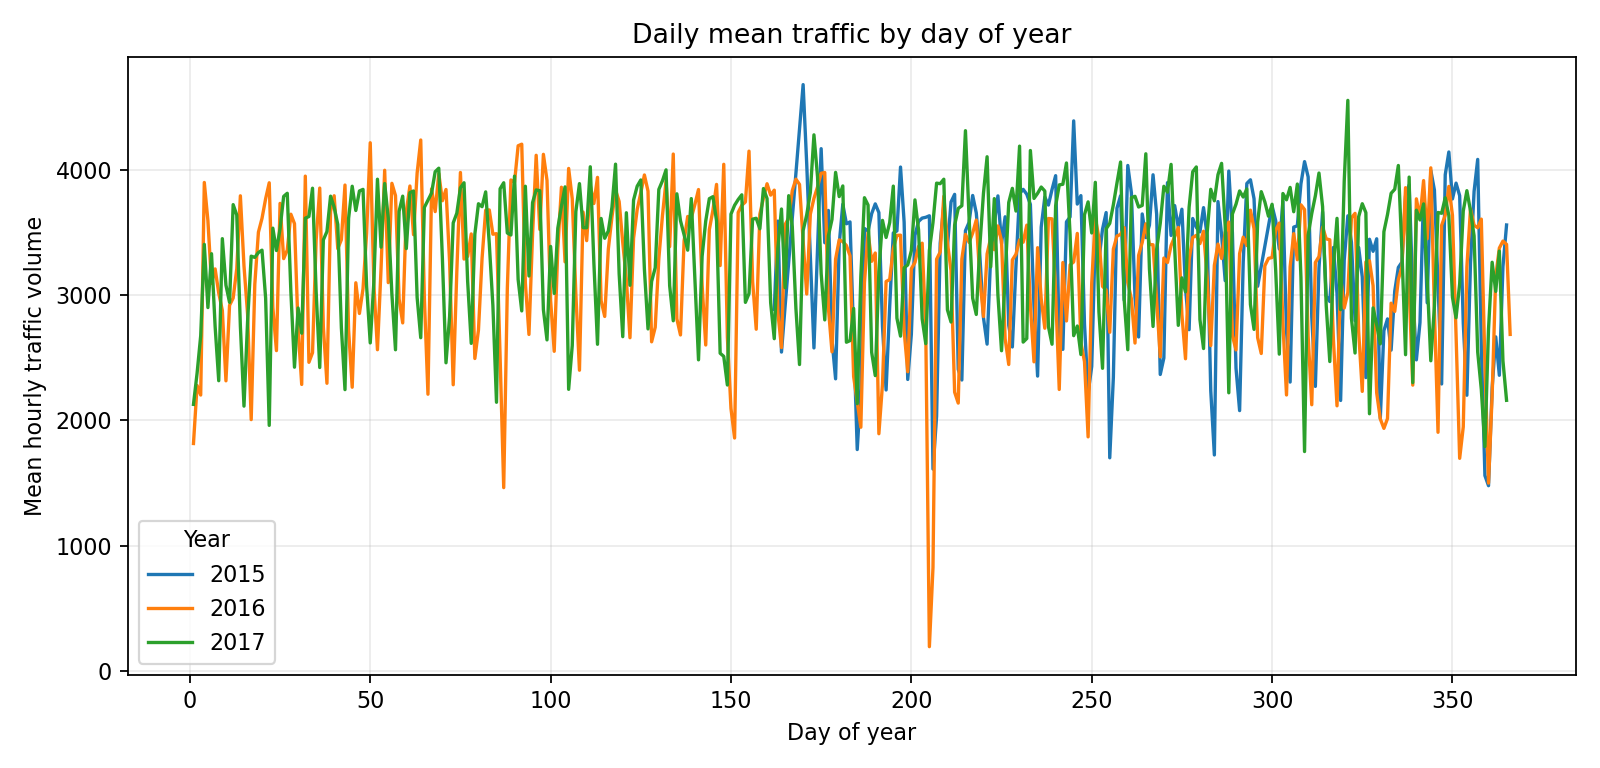 Daily mean traffic by day of year
Mean hourly traffic volume
4000
3000
2000
1000
0
Year
2015
2016
2017
0 50 100 150 200 250 300 350
Day of year